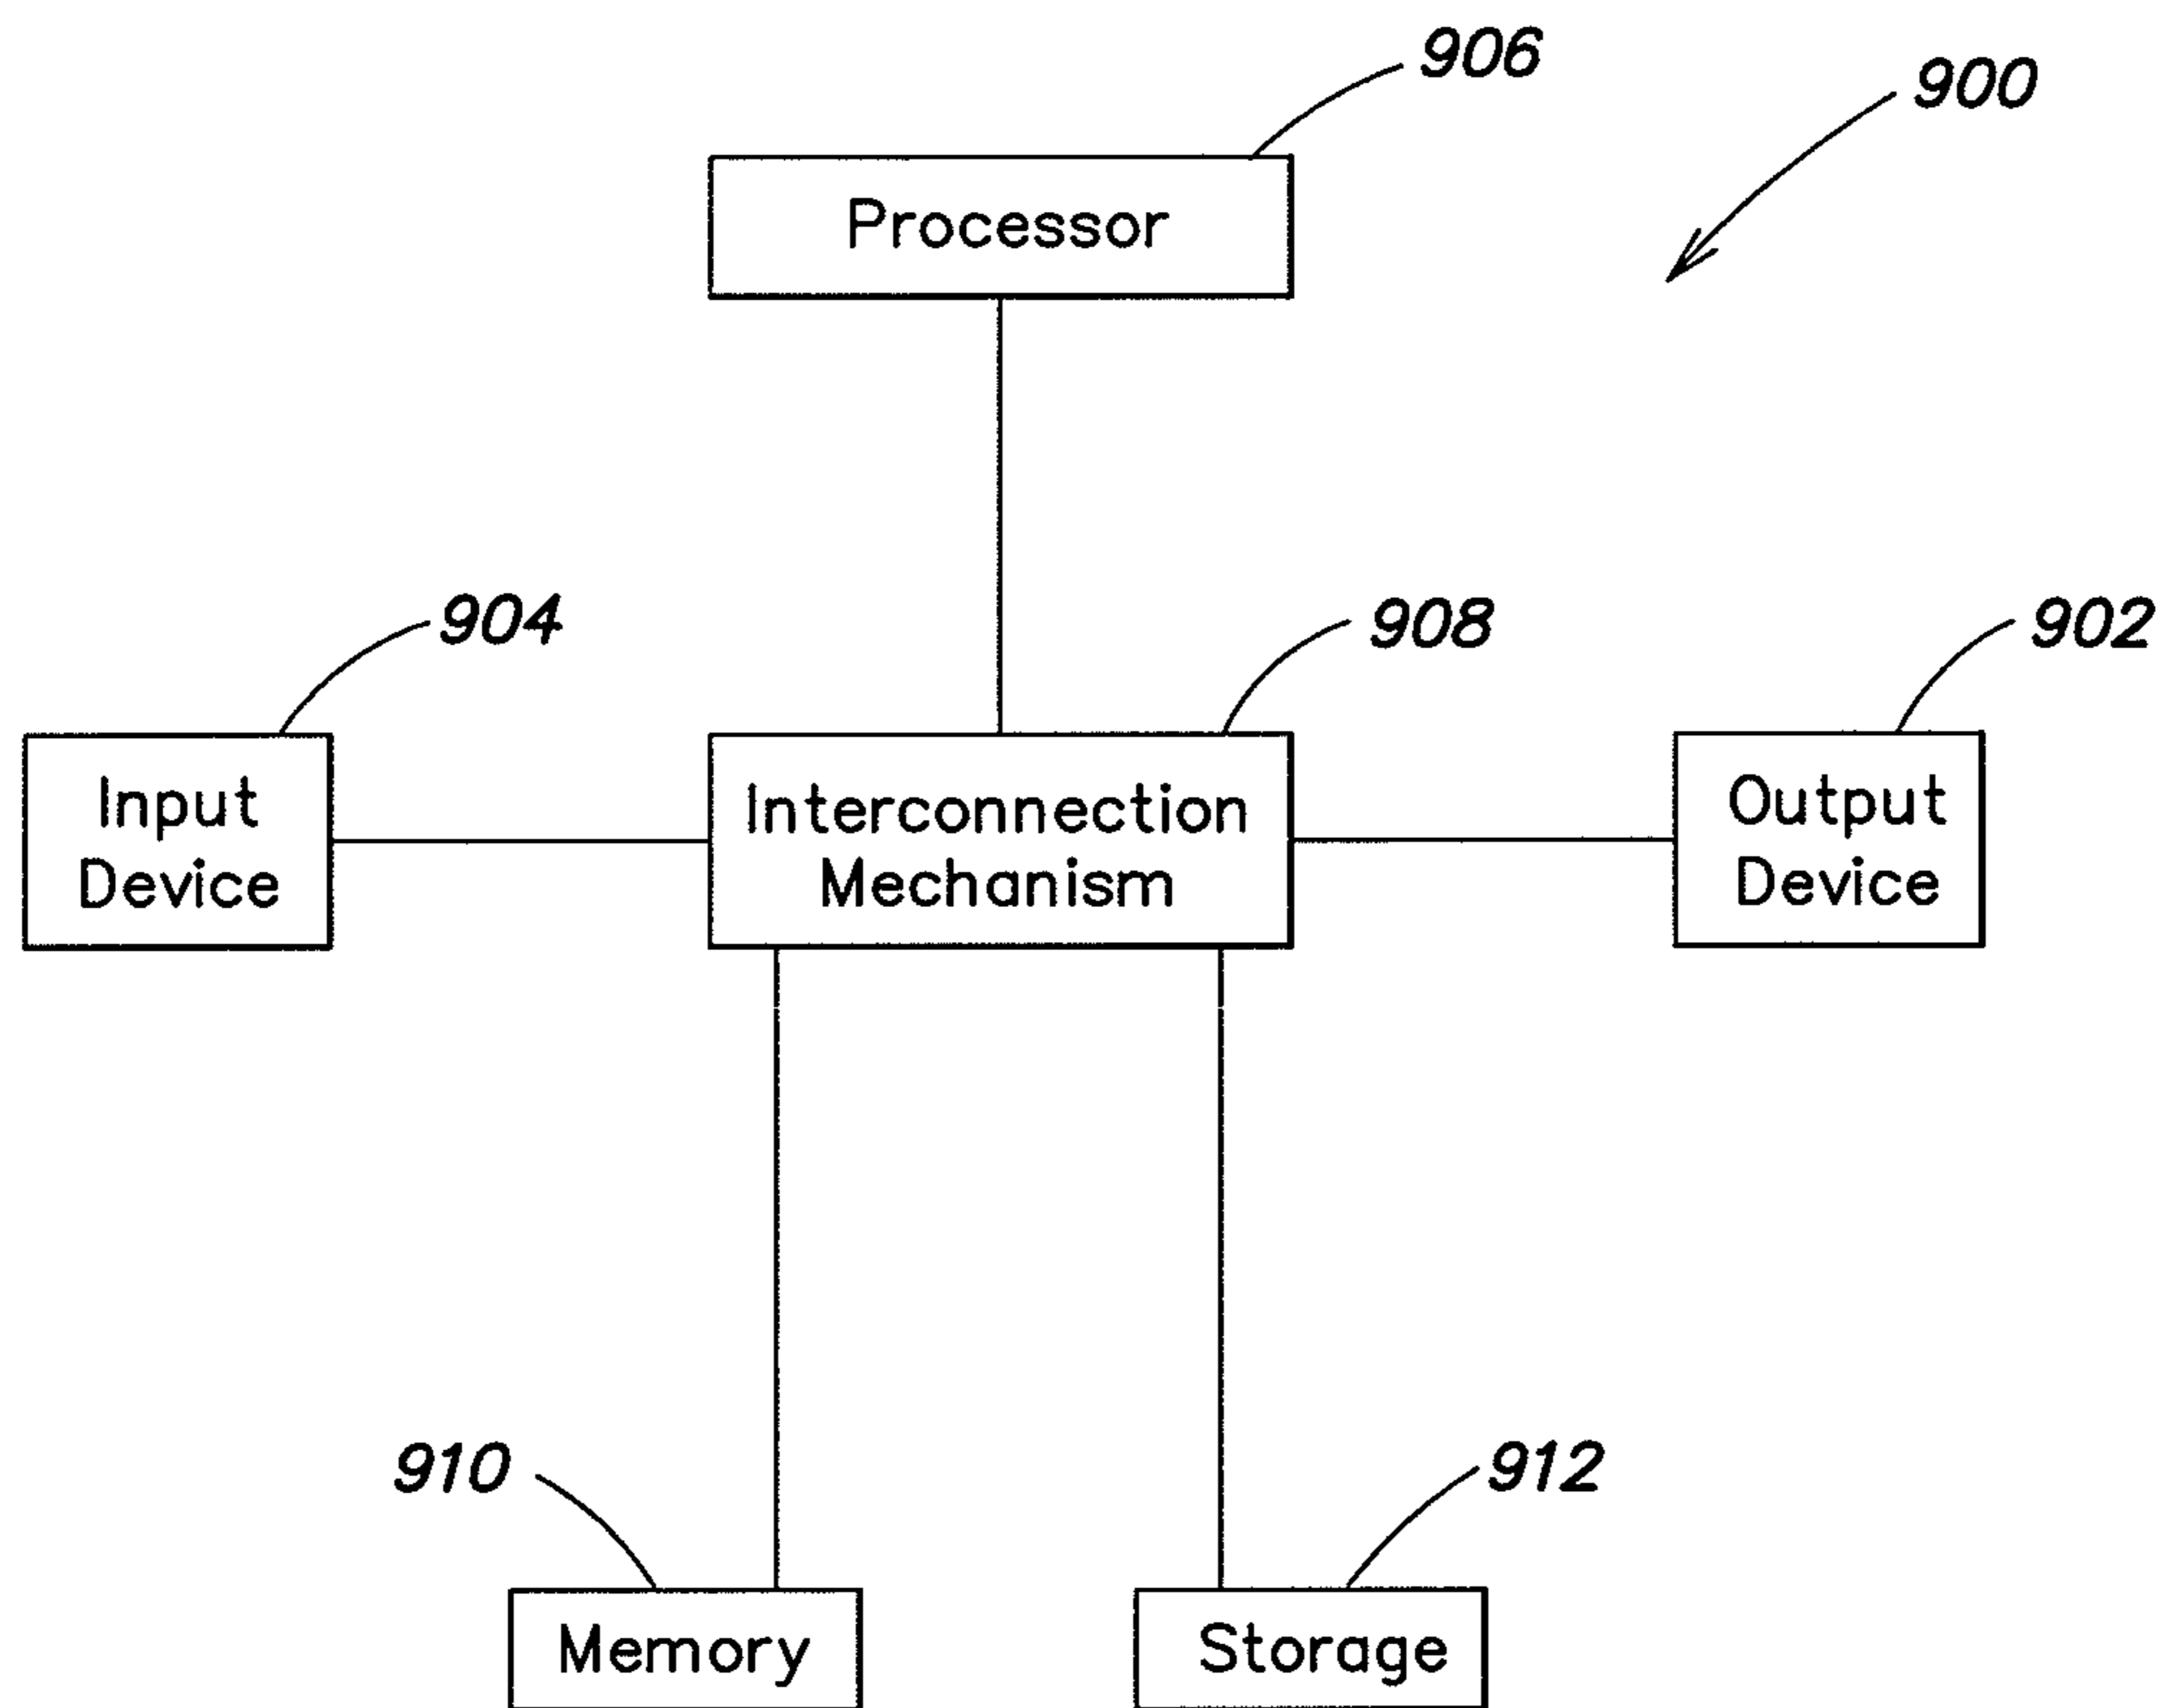 906
900
Processor
904
908
902
Input
Device
Interconnection
Mechanism
Output
Device
910
912
Memory
Storage